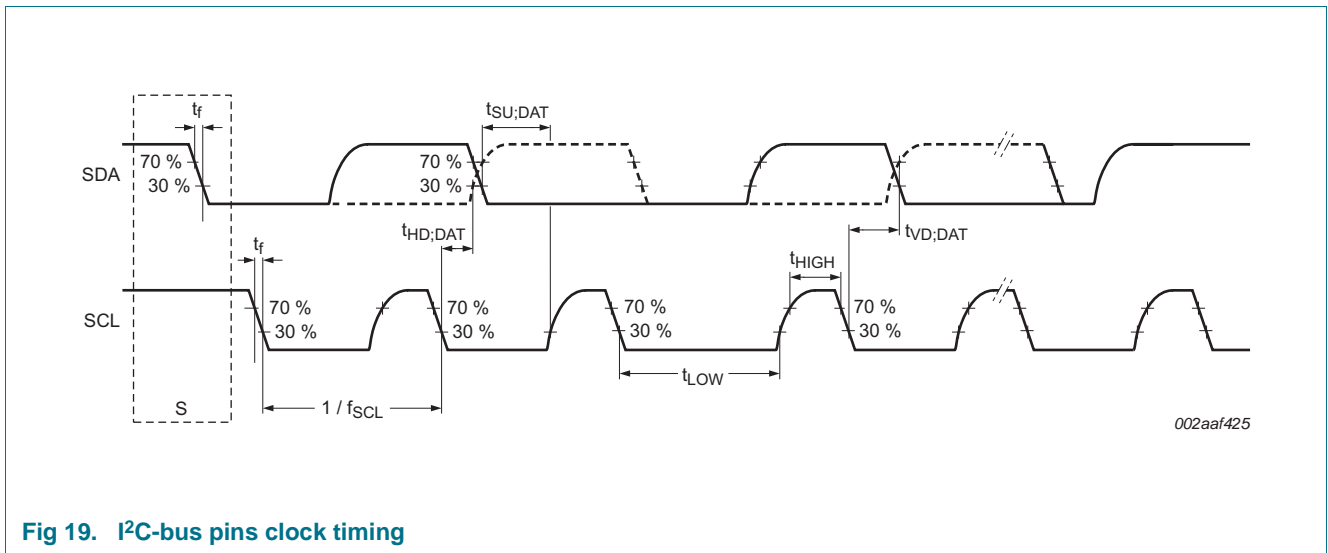 tf
tSU;DAT
70 %
30 %
SDA
70 %
30 %
tHD;DAT
tVD;DAT
tf
tHIGH
SCL
70 %
30 %
70 %
30 %
70 %
30 %
70 %
30 %
tLOW
S
1 / fSCL
002aaf425
Fig 19. I²C-bus pins clock timing